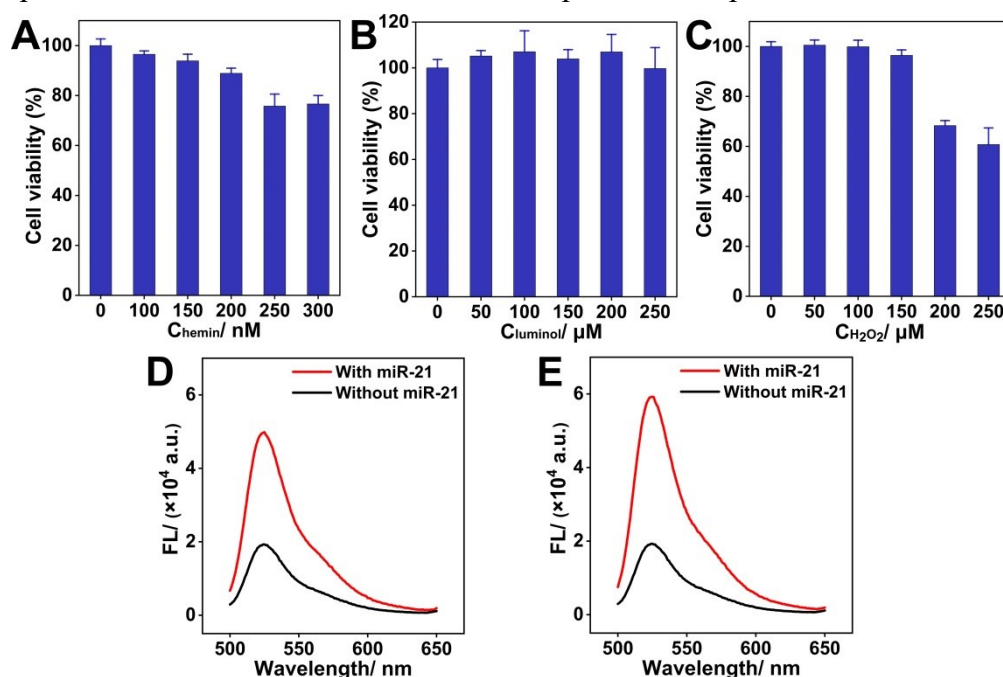 A
Cell viability (%)
100
80
60
40
20
0
0 100 150 200 250 300
Chemin/ nM
B
Cell viability (%)
120
100
80
60
40
20
0
0 50 100 150 200 250
Cluminol/ μM
C
Cell viability (%)
100
80
60
40
20
0
0 50 100 150 200 250
CH2O2/ μM
D
With miR-21
Without miR-21
FL/ (×10⁴ a.u.)
6
4
2
0
500 550 600 650
Wavelength/ nm
E
With miR-21
Without miR-21
FL/ (×10⁴ a.u.)
6
4
2
0
500 550 600 650
Wavelength/ nm